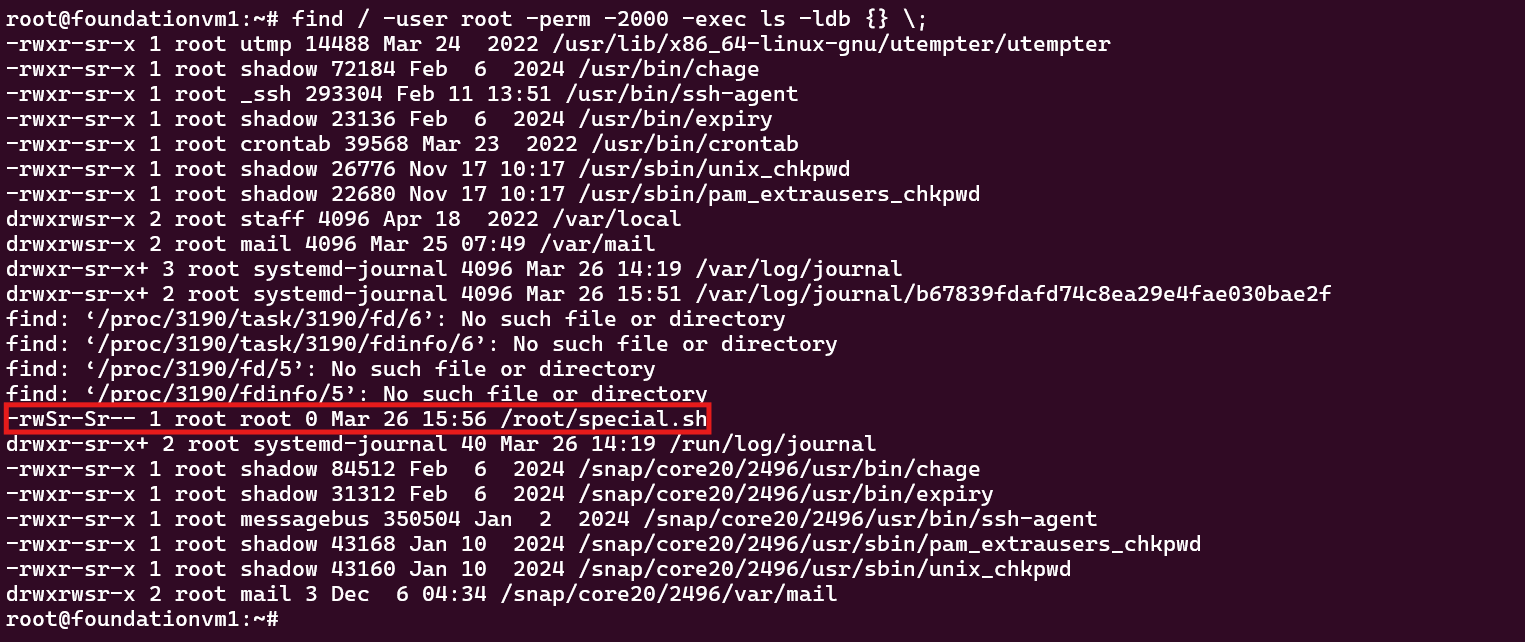 root@foundationvm1:~# find / -user root -perm -2000 -exec ls -ldb {} \;
-rwxr-sr-x 1 root utmp 14488 Mar 24  2022 /usr/lib/x86_64-linux-gnu/utempter/utempter
-rwxr-sr-x 1 root shadow 72184 Feb  6  2024 /usr/bin/chage
-rwxr-sr-x 1 root _ssh 293304 Feb 11 13:51 /usr/bin/ssh-agent
-rwxr-sr-x 1 root shadow 23136 Feb  6  2024 /usr/bin/expiry
-rwxr-sr-x 1 root crontab 39568 Mar 23  2022 /usr/bin/crontab
-rwxr-sr-x 1 root shadow 26776 Nov 17 10:17 /usr/sbin/unix_chkpwd
-rwxr-sr-x 1 root shadow 22680 Nov 17 10:17 /usr/sbin/pam_extrausers_chkpwd
drwxrwsr-x 2 root staff 4096 Apr 18  2022 /var/local
drwxrwsr-x 2 root mail 4096 Mar 25 07:49 /var/mail
drwxr-sr-x+ 3 root systemd-journal 4096 Mar 26 14:19 /var/log/journal
drwxr-sr-x+ 2 root systemd-journal 4096 Mar 26 15:51 /var/log/journal/b67839fdafd74c8ea29e4fae030bae2f
find: ‘/proc/3190/task/3190/fd/6’: No such file or directory
find: ‘/proc/3190/task/3190/fdinfo/6’: No such file or directory
find: ‘/proc/3190/fd/5’: No such file or directory
find: ‘/proc/3190/fdinfo/5’: No such file or directory
-rwSr-Sr-- 1 root root 0 Mar 26 15:56 /root/special.sh
drwxr-sr-x+ 2 root systemd-journal 40 Mar 26 14:19 /run/log/journal
-rwxr-sr-x 1 root shadow 84512 Feb  6  2024 /snap/core20/2496/usr/bin/chage
-rwxr-sr-x 1 root shadow 31312 Feb  6  2024 /snap/core20/2496/usr/bin/expiry
-rwxr-sr-x 1 root messagebus 350504 Jan  2  2024 /snap/core20/2496/usr/bin/ssh-agent
-rwxr-sr-x 1 root shadow 43168 Jan 10  2024 /snap/core20/2496/usr/sbin/pam_extrausers_chkpwd
-rwxr-sr-x 1 root shadow 43160 Jan 10  2024 /snap/core20/2496/usr/sbin/unix_chkpwd
drwxrwsr-x 2 root mail 3 Dec  6 04:34 /snap/core20/2496/var/mail
root@foundationvm1:~#